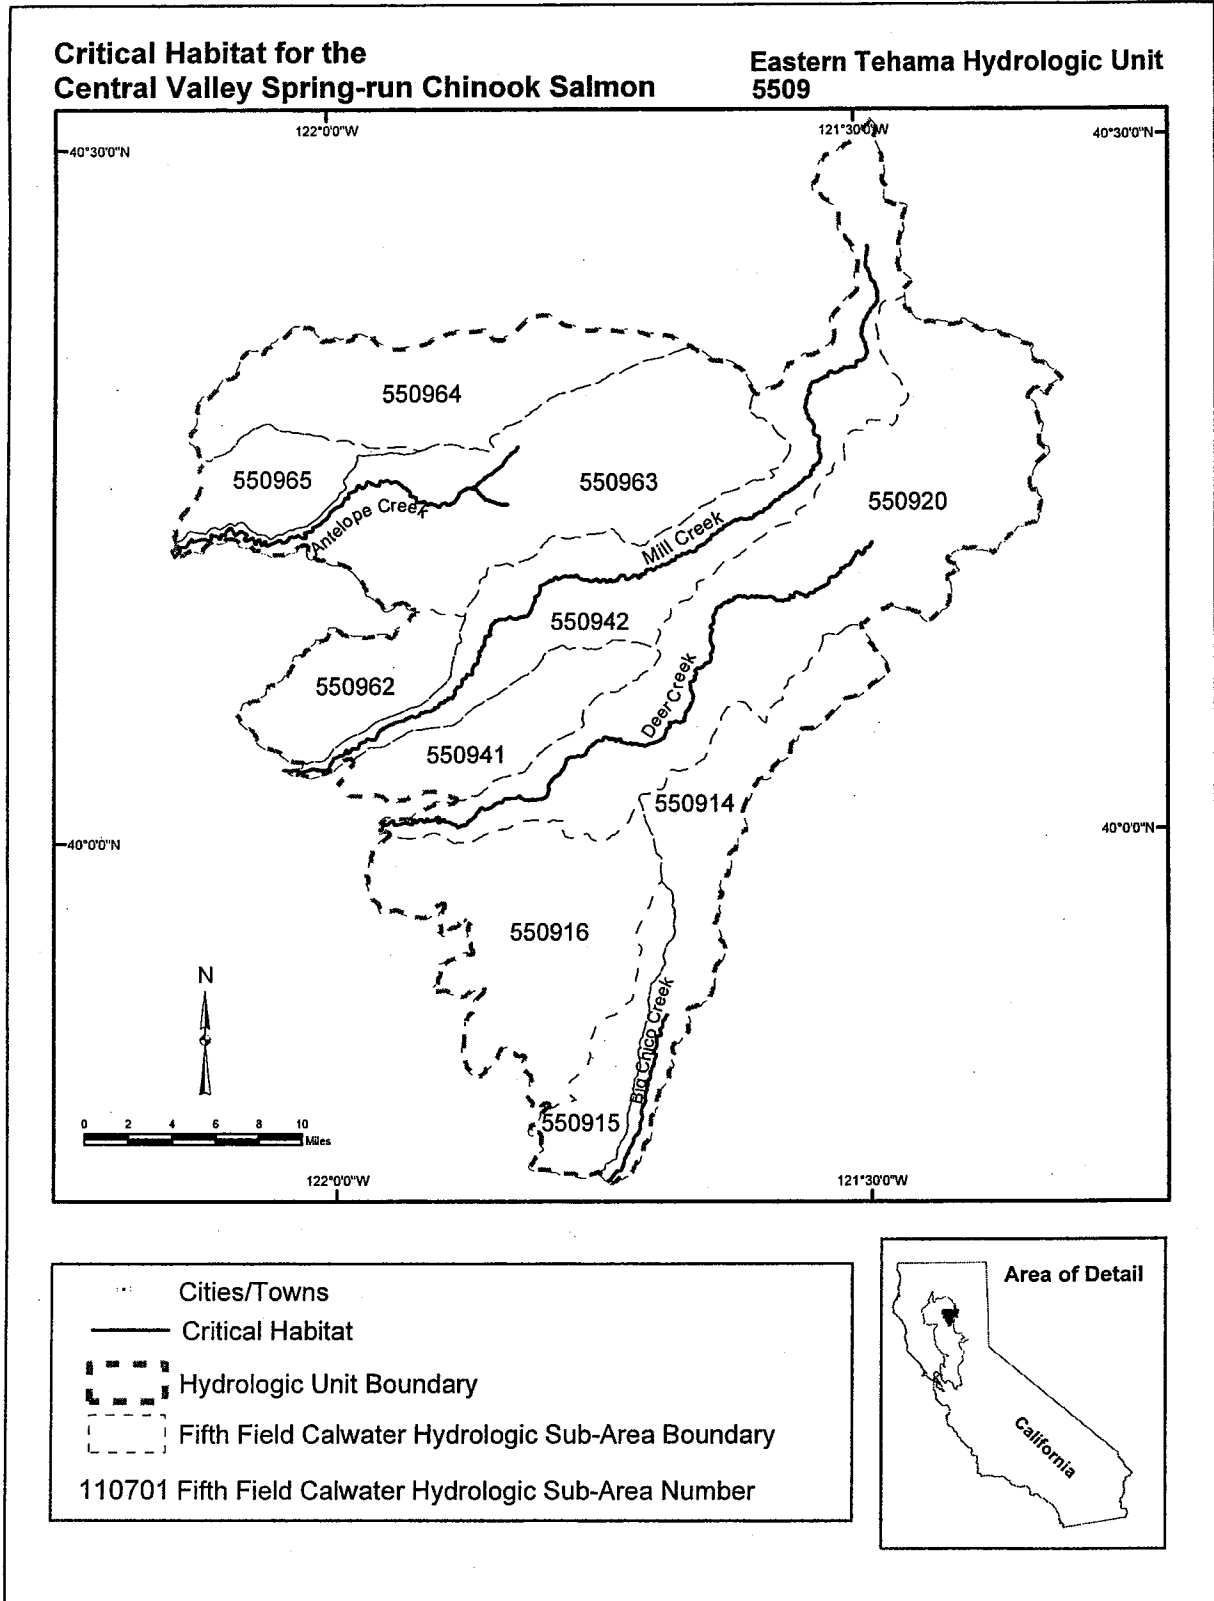 Critical Habitat for the
Central Valley Spring-run Chinook Salmon
Eastern Tehama Hydrologic Unit
5509
122°0'0"W
121°30'0"W
40°30'0"N
40°30'0"N
550964
550965
550963
550920
Antelope Creek
Mill Creek
550942
550962
Deer Creek
550941
550914
40°0'0"N
40°0'0"N
550916
N
Big Chico Creek
550915
0 2 4 6 8 10
Miles
122°0'0"W
121°30'0"W
Cities/Towns
Critical Habitat
Hydrologic Unit Boundary
Fifth Field Calwater Hydrologic Sub-Area Boundary
110701 Fifth Field Calwater Hydrologic Sub-Area Number
Area of Detail
California